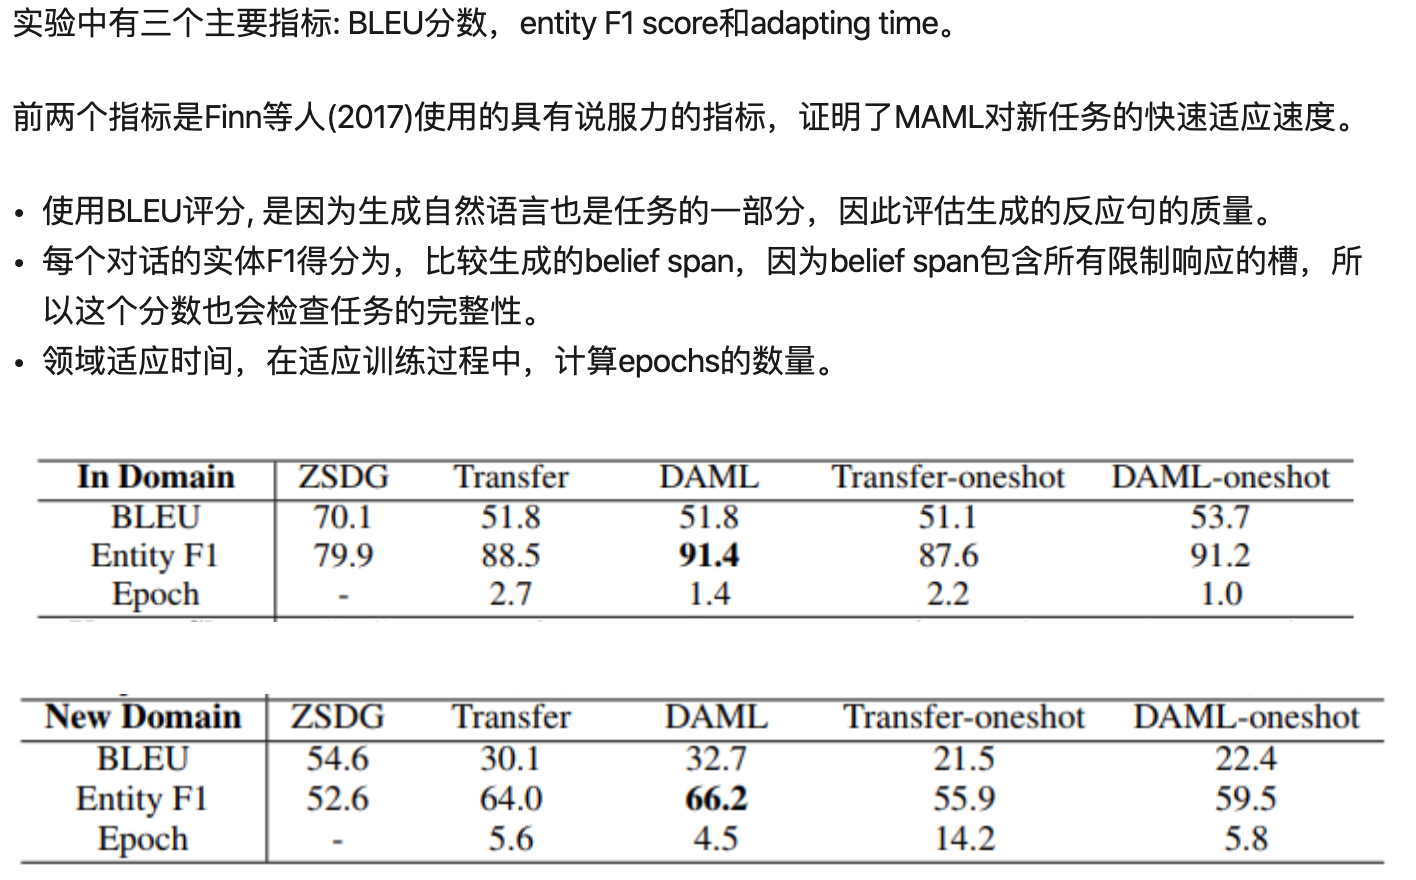 实验中有三个主要指标: BLEU分数，entity F1 score和adapting time。
前两个指标是Finn等人(2017)使用的具有说服力的指标，证明了MAML对新任务的快速适应速度。
• 使用BLEU评分, 是因为生成自然语言也是任务的一部分，因此评估生成的反应句的质量。
• 每个对话的实体F1得分为，比较生成的belief span，因为belief span包含所有限制响应的槽，所
以这个分数也会检查任务的完整性。
• 领域适应时间，在适应训练过程中，计算epochs的数量。
In Domain ZSDG Transfer DAML Transfer-oneshot DAML-oneshot
BLEU 70.1 51.8 51.8 51.1 53.7
Entity F1 79.9 88.5 91.4 87.6 91.2
Epoch - 2.7 1.4 2.2 1.0
New Domain ZSDG Transfer DAML Transfer-oneshot DAML-oneshot
BLEU 54.6 30.1 32.7 21.5 22.4
Entity F1 52.6 64.0 66.2 55.9 59.5
Epoch - 5.6 4.5 14.2 5.8